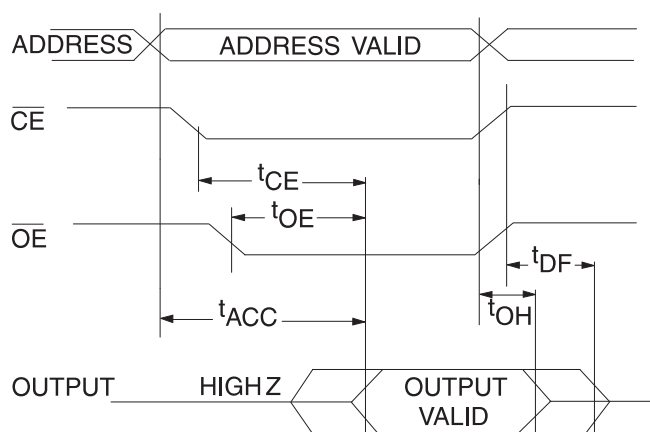 ADDRESS ADDRESS VALID
CE
tCE
tOE
OE
tDF
tACC
tOH
OUTPUT HIGH Z OUTPUT
VALID